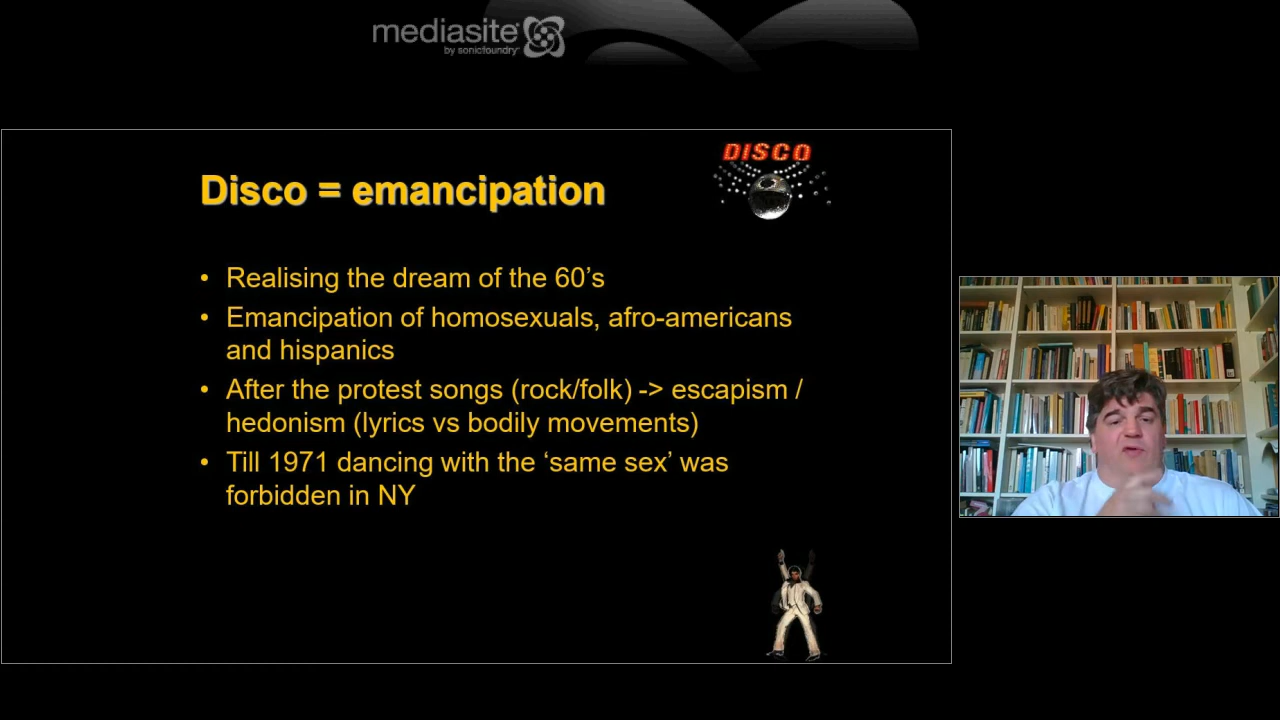 mediasite
by sonicfoundry
DISCO
Disco = emancipation
• Realising the dream of the 60’s
• Emancipation of homosexuals, afro-americans
and hispanics
• After the protest songs (rock/folk) -> escapism /
hedonism (lyrics vs bodily movements)
• Till 1971 dancing with the ‘same sex’ was
forbidden in NY